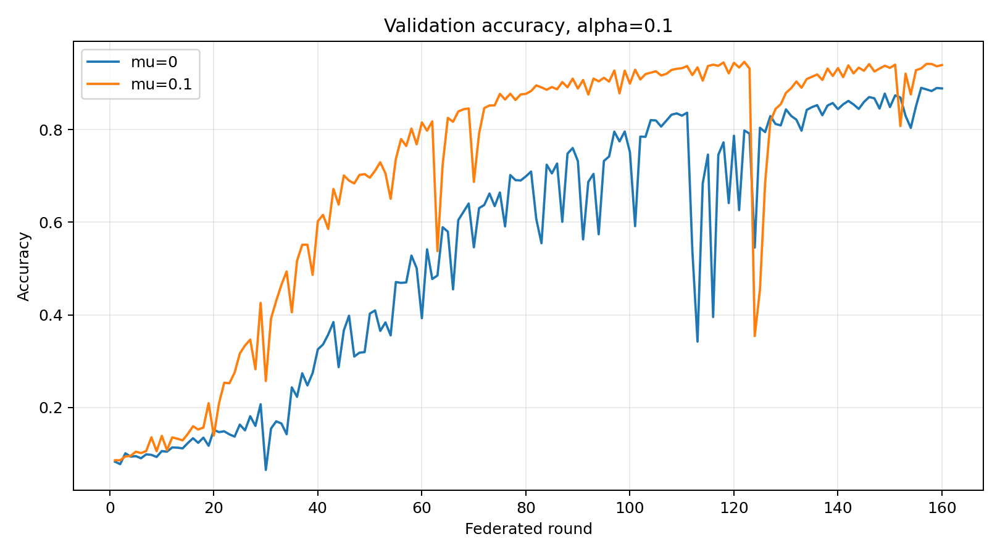 Validation accuracy, alpha=0.1
mu=0
mu=0.1
Accuracy
0.8
0.6
0.4
0.2
0 20 40 60 80 100 120 140 160
Federated round